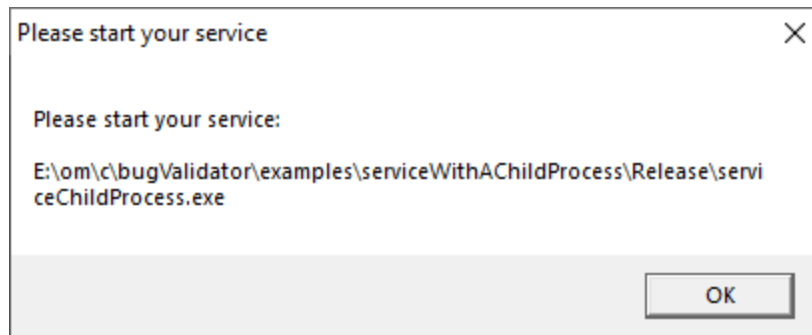 Please start your service
Please start your service:
E:\om\c\bugValidator\examples\serviceWithAChildProcess\Release\servi
ceChildProcess.exe
OK